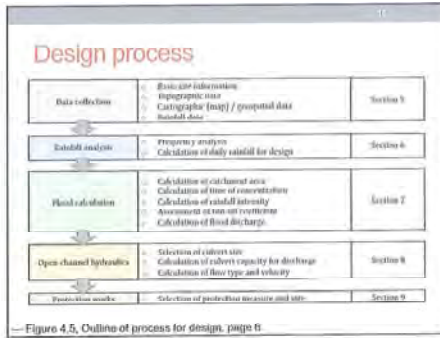 11
Design process
Data collection
Basic site information
Topographic data
Cartographic (map) / geospatial data
Rainfall data
Section 5
Rainfall analysis
Frequency analysis
Calculation of daily rainfall for design
Section 6
Flood calculation
Calculation of catchment area
Calculation of time of concentration
Calculation of rainfall intensity
Assessment of run-off coefficient
Calculation of flood discharge
Section 7
Open channel hydraulics
Selection of culvert size
Calculation of culvert capacity for discharge
Calculation of flow type and velocity
Section 8
Protection works
Selection of protection measure and size
Section 9
Figure 4.5, Outline of process for design, page 6